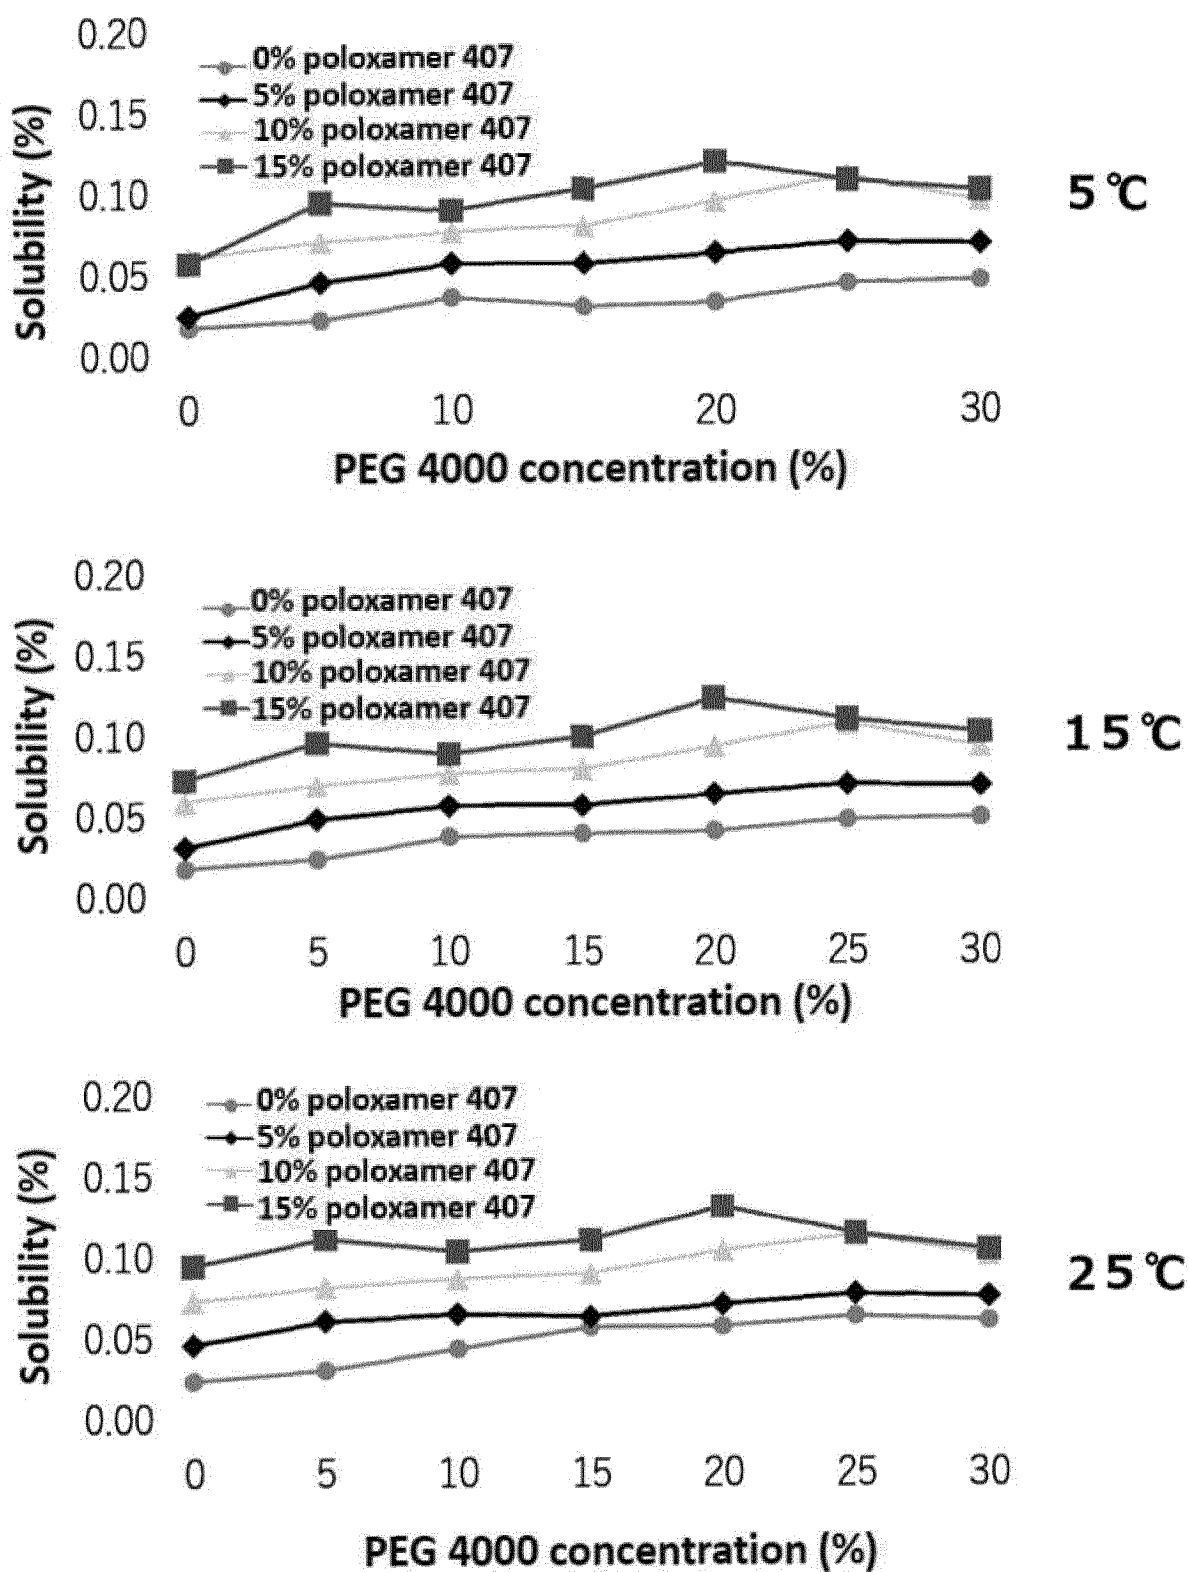 0.20
0% poloxamer 407
5% poloxamer 407
0.15
10% poloxamer 407
15% poloxamer 407
0.10
0.05
0.00
Solubility (%)
5℃
0 10 20 30
PEG 4000 concentration (%)
0.20
0% poloxamer 407
5% poloxamer 407
0.15
10% poloxamer 407
15% poloxamer 407
0.10
0.05
0.00
Solubility (%)
15℃
0 5 10 15 20 25 30
PEG 4000 concentration (%)
0.20
0% poloxamer 407
5% poloxamer 407
0.15
10% poloxamer 407
15% poloxamer 407
0.10
0.05
0.00
Solubility (%)
25℃
0 5 10 15 20 25 30
PEG 4000 concentration (%)